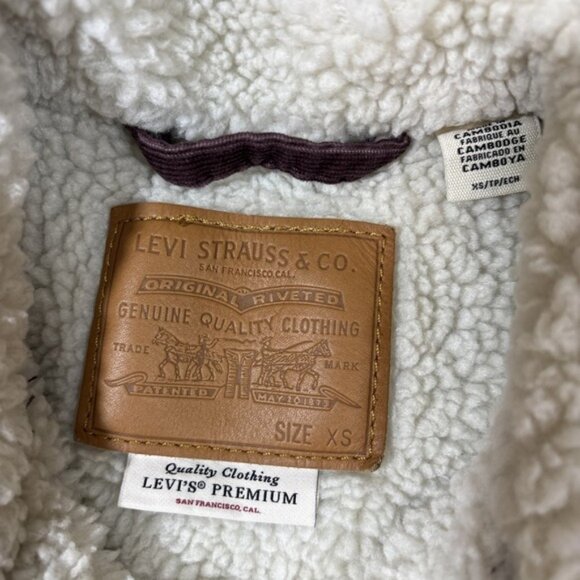 LEVI STRAUSS & CO.
SAN FRANCISCO, CAL.
ORIGINAL RIVETED
GENUINE QUALITY CLOTHING
TRADE MARK
PATENTED MAY 20 1873
SIZE XS
Quality Clothing
LEVI'S® PREMIUM
SAN FRANCISCO, CAL.
CAMBODIA
FABRIQUÉ AU
CAMBODGE
FABRICADO EN
CAMBOYA
XS/TP/ECH